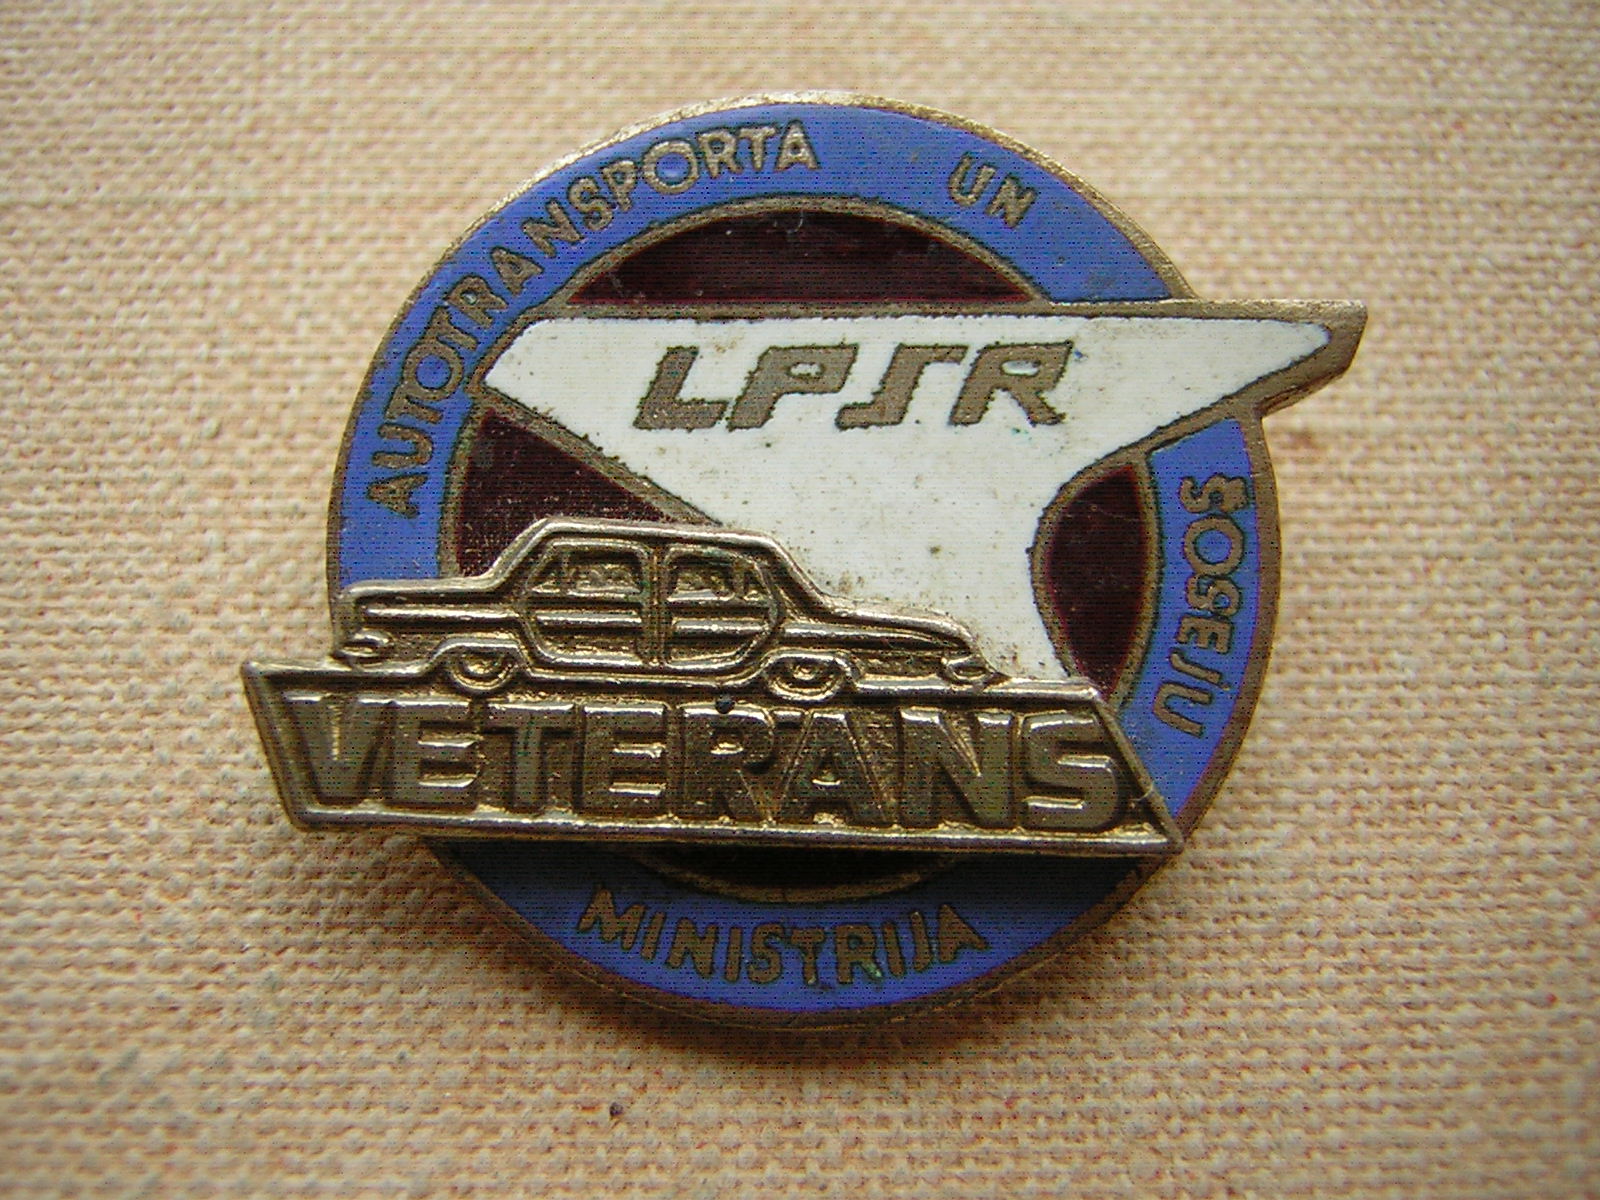 AUTOTRANSPORTA UN ŠOSEJU
LPSR
VETERANS
MINISTRIJA